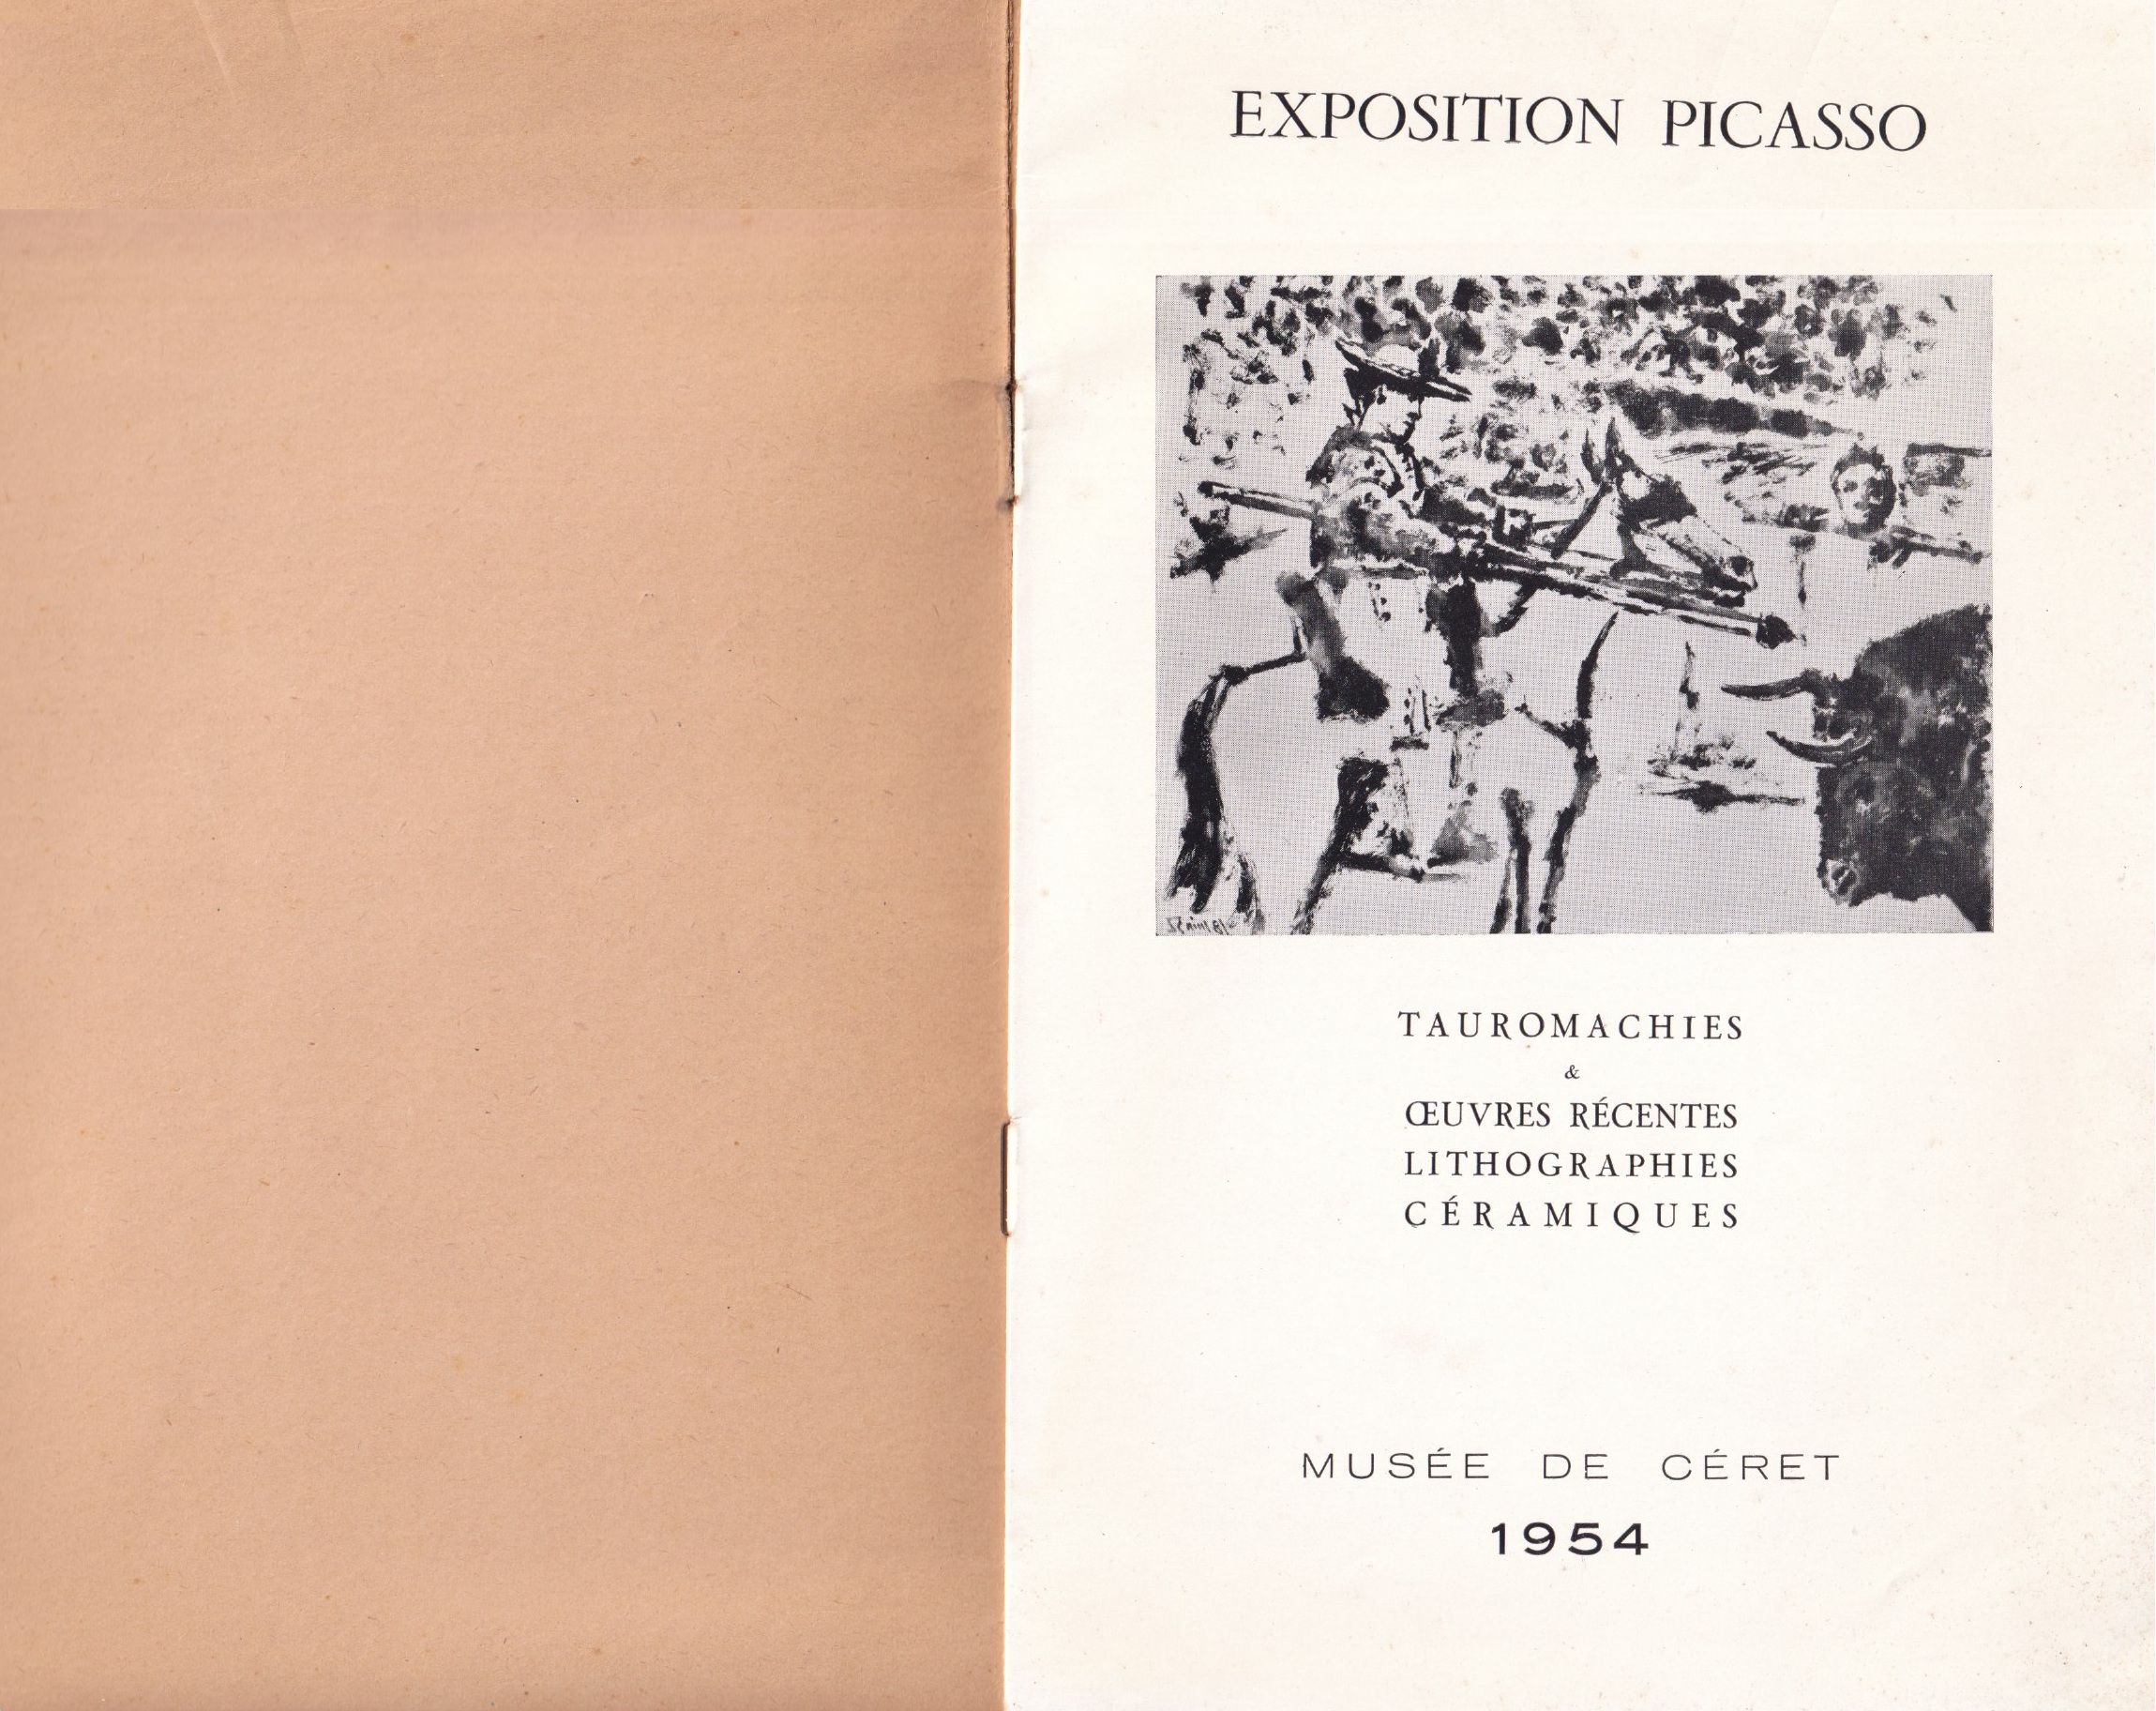 EXPOSITION PICASSO
TAUROMACHIES
&
ŒUVRES RÉCENTES
LITHOGRAPHIES
CÉRAMIQUES
MUSÉE DE CÉRET
1954